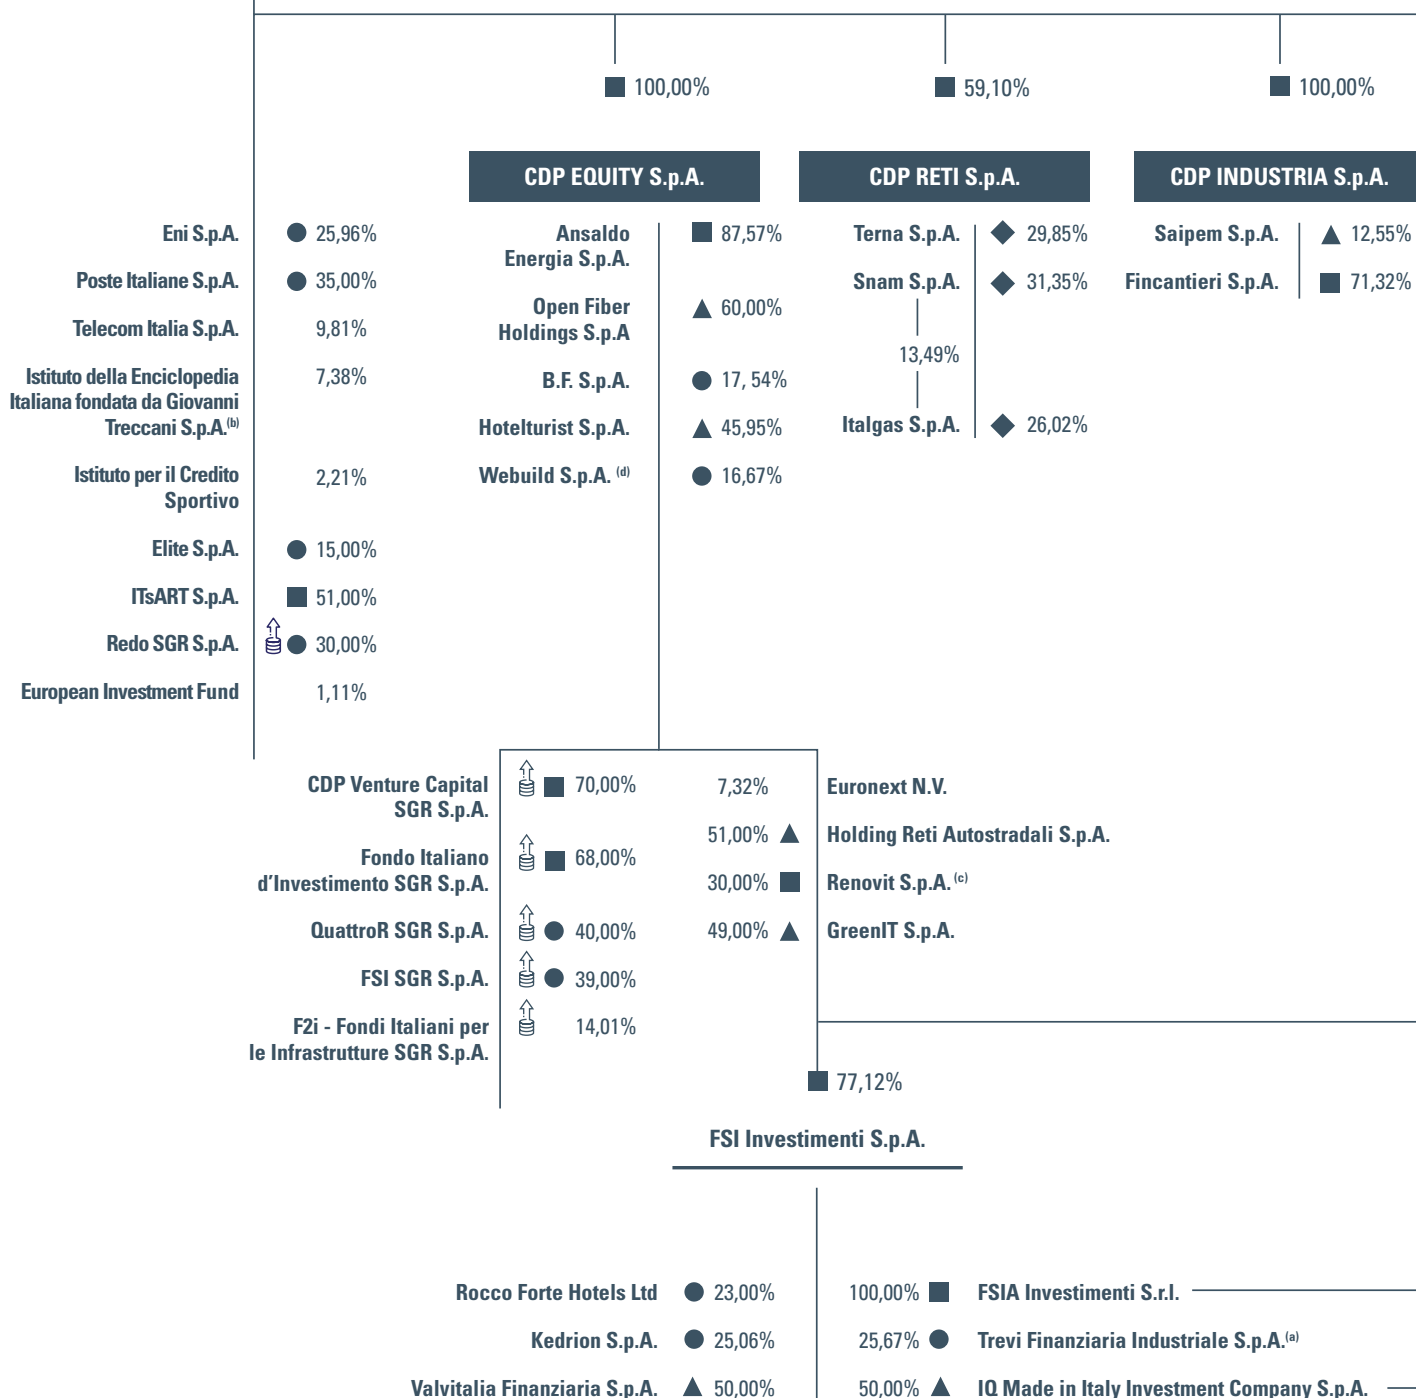 100,00%
59,10%
100,00%
CDP EQUITY S.p.A.
CDP RETI S.p.A.
CDP INDUSTRIA S.p.A.
Eni S.p.A.
25,96%
Poste Italiane S.p.A.
35,00%
Telecom Italia S.p.A.
9,81%
Istituto della Enciclopedia
Italiana fondata da Giovanni
Treccani S.p.A.(b)
7,38%
Istituto per il Credito
Sportivo
2,21%
Elite S.p.A.
15,00%
ITsART S.p.A.
51,00%
Redo SGR S.p.A.
30,00%
European Investment Fund
1,11%
Ansaldo
Energia S.p.A.
87,57%
Open Fiber
Holdings S.p.A
60,00%
B.F. S.p.A.
17, 54%
Hotelturist S.p.A.
45,95%
Webuild S.p.A. (d)
16,67%
Terna S.p.A.
29,85%
Snam S.p.A.
31,35%
13,49%
Italgas S.p.A.
26,02%
Saipem S.p.A.
12,55%
Fincantieri S.p.A.
71,32%
CDP Venture Capital
SGR S.p.A.
70,00%
Fondo Italiano
d'Investimento SGR S.p.A.
68,00%
QuattroR SGR S.p.A.
40,00%
FSI SGR S.p.A.
39,00%
F2i - Fondi Italiani per
le Infrastrutture SGR S.p.A.
14,01%
7,32%
Euronext N.V.
51,00%
Holding Reti Autostradali S.p.A.
30,00%
Renovit S.p.A.(c)
49,00%
GreenIT S.p.A.
77,12%
FSI Investimenti S.p.A.
Rocco Forte Hotels Ltd
23,00%
Kedrion S.p.A.
25,06%
Valvitalia Finanziaria S.p.A.
50,00%
100,00%
FSIA Investimenti S.r.l.
25,67%
Trevi Finanziaria Industriale S.p.A.(a)
50,00%
IQ Made in Italy Investment Company S.p.A.